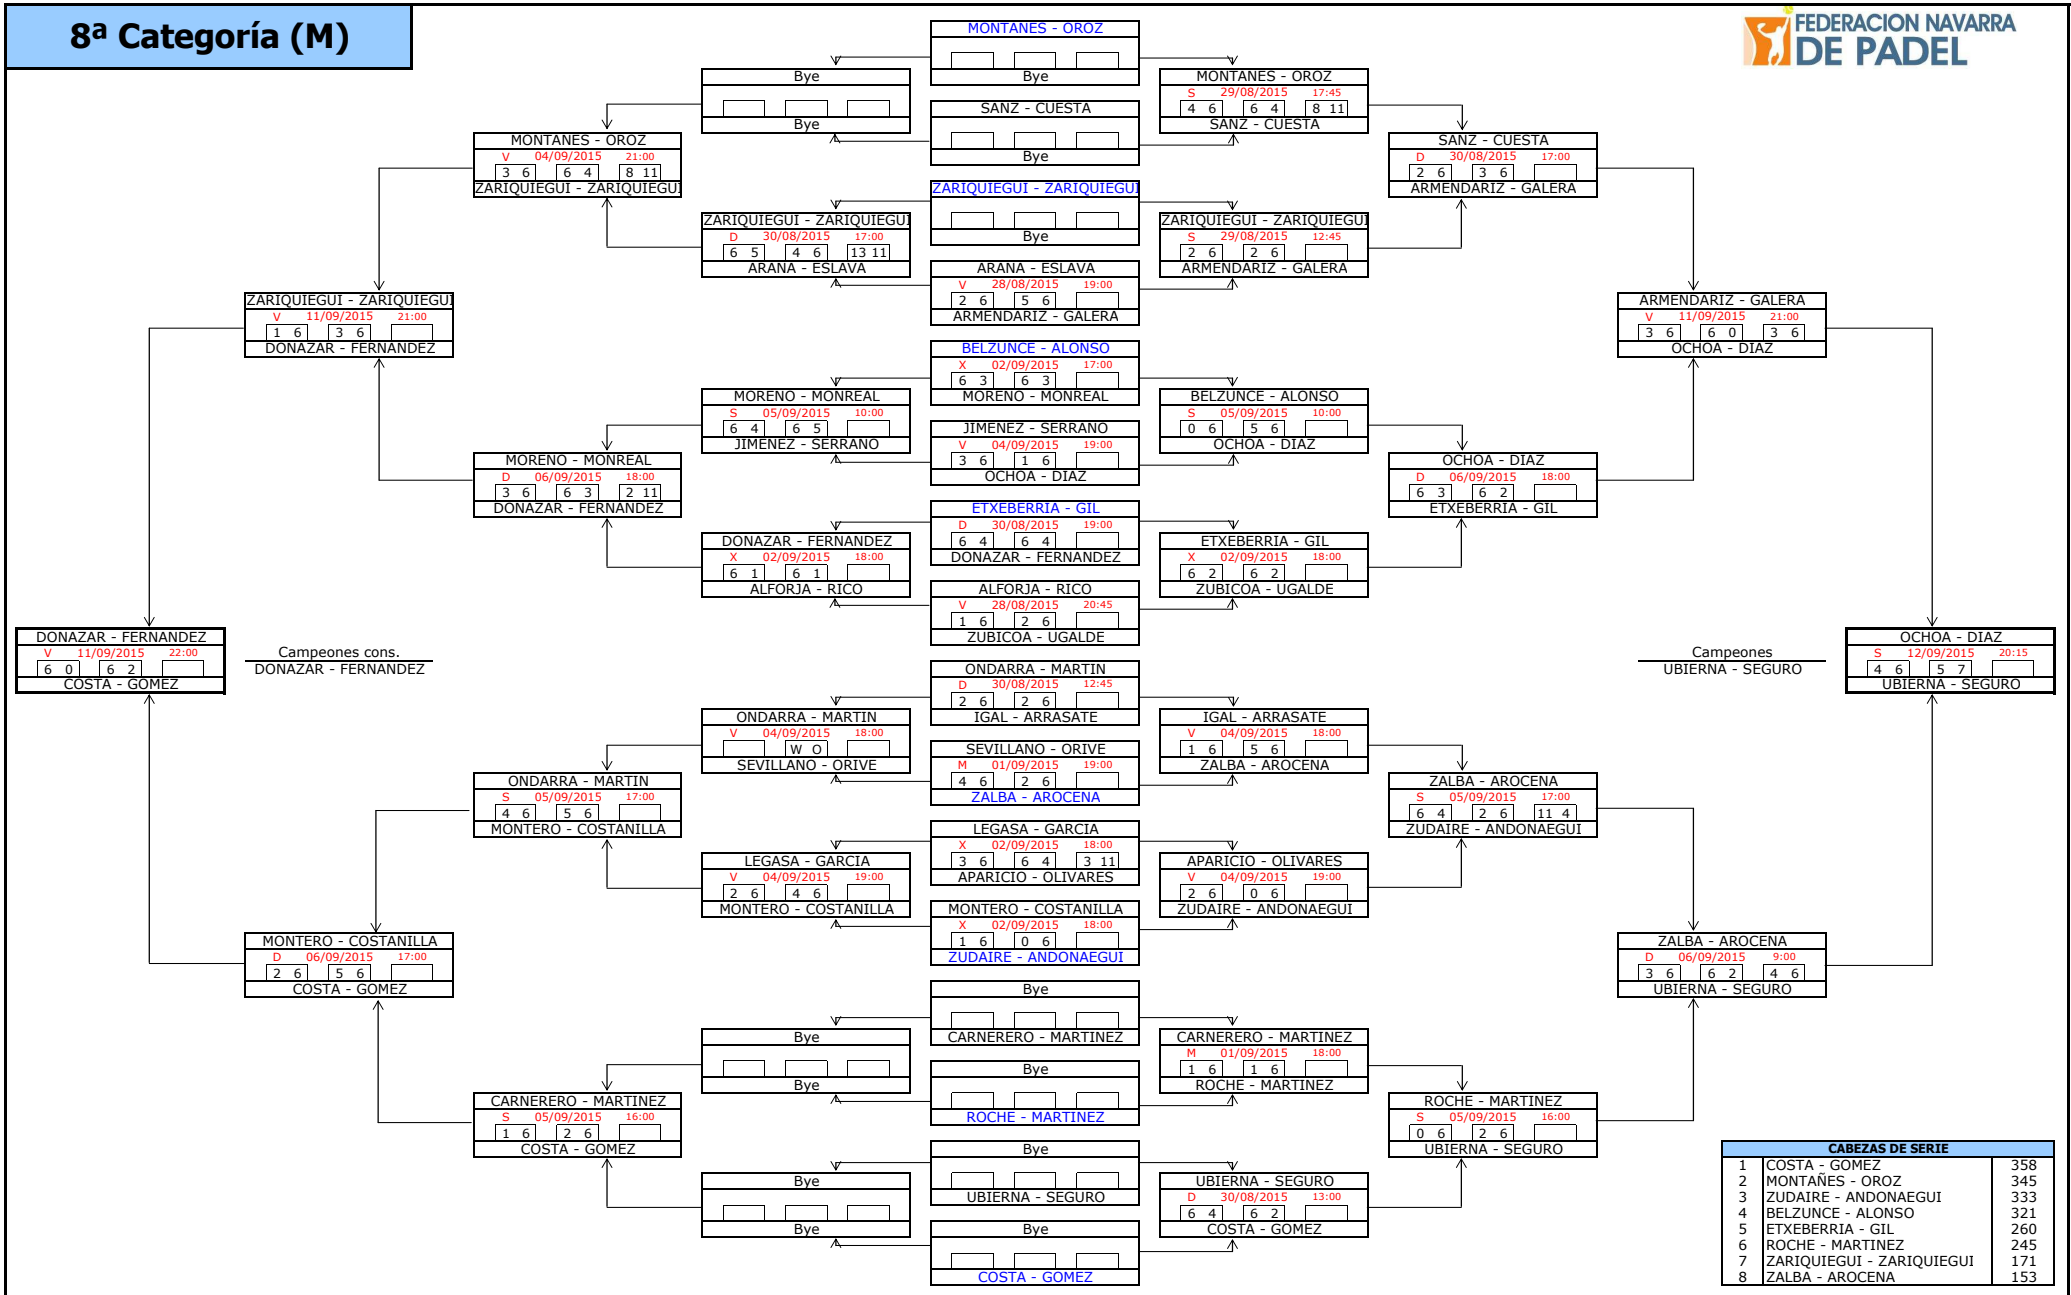 8ª Categoría (M)
FEDERACION NAVARRA
DE PADEL
MONTAÑES - OROZ
Bye
SANZ - CUESTA
Bye
ZARIQUIEGUI - ZARIQUIEGUI
Bye
ARANA - ESLAVA
V 28/08/2015 19:00
2 6 5 6
ARMENDARIZ - GALERA
BELZUNCE - ALONSO
X 02/09/2015 17:00
6 3 6 3
MORENO - MONREAL
JIMENEZ - SERRANO
V 04/09/2015 19:00
3 6 1 6
OCHOA - DIAZ
ETXEBERRIA - GIL
D 30/08/2015 19:00
6 4 6 4
DONAZAR - FERNANDEZ
ALFORJA - RICO
V 28/08/2015 20:45
1 6 2 6
ZUBICOA - UGALDE
ONDARRA - MARTIN
D 30/08/2015 12:45
2 6 2 6
IGAL - ARRASATE
SEVILLANO - ORIVE
M 01/09/2015 19:00
4 6 2 6
ZALBA - AROCENA
LEGASA - GARCIA
X 02/09/2015 18:00
3 6 6 4 3 11
APARICIO - OLIVARES
MONTERO - COSTANILLA
X 02/09/2015 18:00
1 6 0 6
ZUDAIRE - ANDONAEGUI
Bye
CARNERERO - MARTINEZ
Bye
ROCHE - MARTINEZ
Bye
UBIERNA - SEGURO
Bye
COSTA - GOMEZ
Bye
Bye
ZARIQUIEGUI - ZARIQUIEGUI
D 30/08/2015 17:00
6 5 4 6 13 11
ARANA - ESLAVA
MORENO - MONREAL
S 05/09/2015 10:00
6 4 6 5
JIMENEZ - SERRANO
DONAZAR - FERNANDEZ
X 02/09/2015 18:00
6 1 6 1
ALFORJA - RICO
ONDARRA - MARTIN
V 04/09/2015 18:00
W O
SEVILLANO - ORIVE
LEGASA - GARCIA
V 04/09/2015 19:00
2 6 4 6
MONTERO - COSTANILLA
Bye
Bye
Bye
Bye
MONTAÑES - OROZ
V 04/09/2015 21:00
3 6 6 4 8 11
ZARIQUIEGUI - ZARIQUIEGUI
MORENO - MONREAL
D 06/09/2015 18:00
3 6 6 3 2 11
DONAZAR - FERNANDEZ
ONDARRA - MARTIN
S 05/09/2015 17:00
4 6 5 6
MONTERO - COSTANILLA
CARNERERO - MARTINEZ
S 05/09/2015 16:00
1 6 2 6
COSTA - GOMEZ
ZARIQUIEGUI - ZARIQUIEGUI
V 11/09/2015 21:00
1 6 3 6
DONAZAR - FERNANDEZ
MONTERO - COSTANILLA
D 06/09/2015 17:00
2 6 5 6
COSTA - GOMEZ
DONAZAR - FERNANDEZ
V 11/09/2015 22:00
6 0 6 2
COSTA - GOMEZ
Campeones cons.
DONAZAR - FERNANDEZ
MONTAÑES - OROZ
S 29/08/2015 17:45
4 6 6 4 8 11
SANZ - CUESTA
ZARIQUIEGUI - ZARIQUIEGUI
S 29/08/2015 12:45
2 6 2 6
ARMENDARIZ - GALERA
BELZUNCE - ALONSO
S 05/09/2015 10:00
0 6 5 6
OCHOA - DIAZ
ETXEBERRIA - GIL
X 02/09/2015 18:00
6 2 6 2
ZUBICOA - UGALDE
IGAL - ARRASATE
V 04/09/2015 18:00
1 6 5 6
ZALBA - AROCENA
APARICIO - OLIVARES
V 04/09/2015 19:00
2 6 0 6
ZUDAIRE - ANDONAEGUI
CARNERERO - MARTINEZ
M 01/09/2015 18:00
1 6 1 6
ROCHE - MARTINEZ
UBIERNA - SEGURO
D 30/08/2015 13:00
6 4 6 2
COSTA - GOMEZ
SANZ - CUESTA
D 30/08/2015 17:00
2 6 3 6
ARMENDARIZ - GALERA
OCHOA - DIAZ
D 06/09/2015 18:00
6 3 6 2
ETXEBERRIA - GIL
ZALBA - AROCENA
S 05/09/2015 17:00
6 4 2 6 11 4
ZUDAIRE - ANDONAEGUI
ROCHE - MARTINEZ
S 05/09/2015 16:00
0 6 2 6
UBIERNA - SEGURO
ARMENDARIZ - GALERA
V 11/09/2015 21:00
3 6 6 0 3 6
OCHOA - DIAZ
ZALBA - AROCENA
D 06/09/2015 9:00
3 6 6 2 4 6
UBIERNA - SEGURO
Campeones
UBIERNA - SEGURO
OCHOA - DIAZ
S 12/09/2015 20:15
4 6 5 7
UBIERNA - SEGURO
CABEZAS DE SERIE
1 COSTA - GOMEZ 358
2 MONTAÑES - OROZ 345
3 ZUDAIRE - ANDONAEGUI 333
4 BELZUNCE - ALONSO 321
5 ETXEBERRIA - GIL 260
6 ROCHE - MARTINEZ 245
7 ZARIQUIEGUI - ZARIQUIEGUI 171
8 ZALBA - AROCENA 153